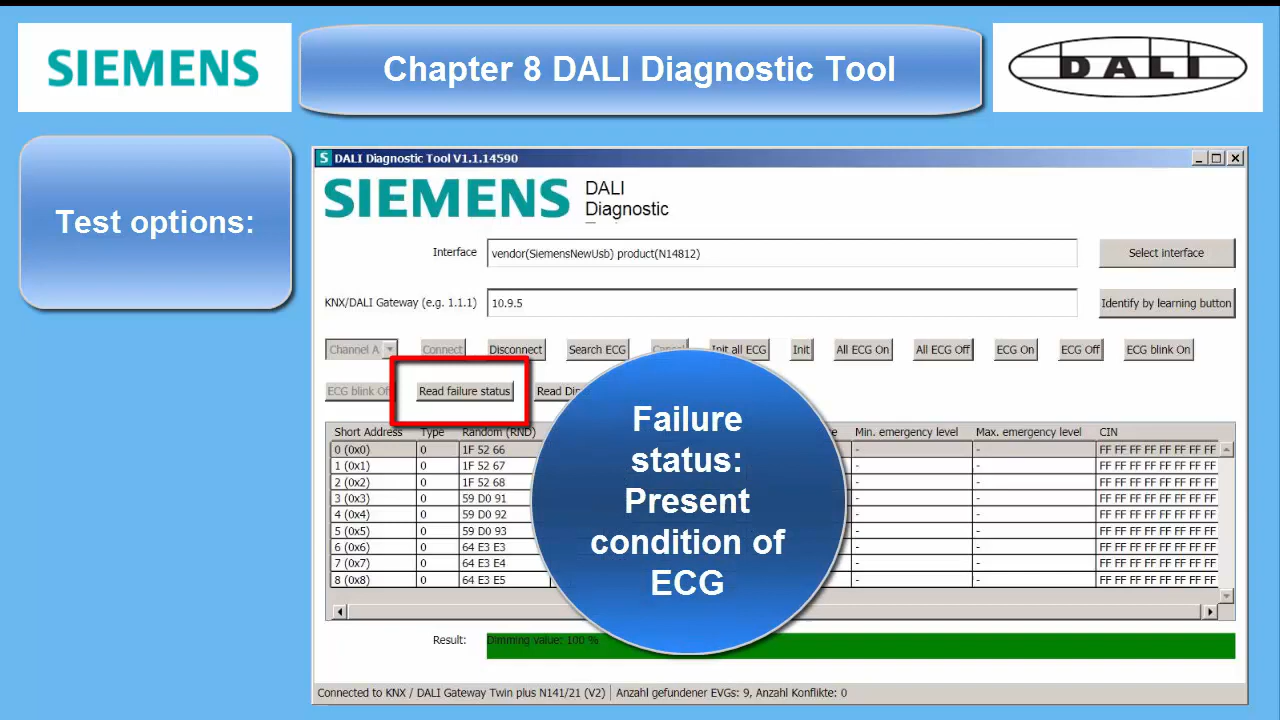 SIEMENS
Chapter 8 DALI Diagnostic Tool
DALI
Test options:
S DALI Diagnostic Tool V1.1.14590
SIEMENS
DALI
Diagnostic
Interface
vendor(SiemensNewUsb) product(N14812)
Select interface
KNX/DALI Gateway (e.g. 1.1.1)
10.9.5
Identify by learning button
Channel A Connect Disconnect Search ECG Cancel Init all ECG Init All ECG On All ECG Off ECG On ECG Off ECG blink On
ECG blink Read failure status Read
Failure
status:
Present
condition of
ECG
Short Address Type Random (RND) Min. emergency level Max. emergency level CIN
0 (0x0) 0 1F 52 66 - - FF FF FF FF FF FF FF FF
1 (0x1) 0 1F 52 67 - - FF FF FF FF FF FF FF FF
2 (0x2) 0 1F 52 68 - - FF FF FF FF FF FF FF FF
3 (0x3) 0 59 D0 91 - - FF FF FF FF FF FF FF FF
4 (0x4) 0 59 D0 92 - - FF FF FF FF FF FF FF FF
5 (0x5) 0 59 D0 93 - - FF FF FF FF FF FF FF FF
6 (0x6) 0 64 E3 E3 - - FF FF FF FF FF FF FF FF
7 (0x7) 0 64 E3 E4 - - FF FF FF FF FF FF FF FF
8 (0x8) 0 64 E3 E5 - - FF FF FF FF FF FF FF FF
Result:
Dimming value: 100 %
Connected to KNX / DALI Gateway Twin plus N141/21 (V2) Anzahl gefundener EVGs: 9, Anzahl Konflikte: 0